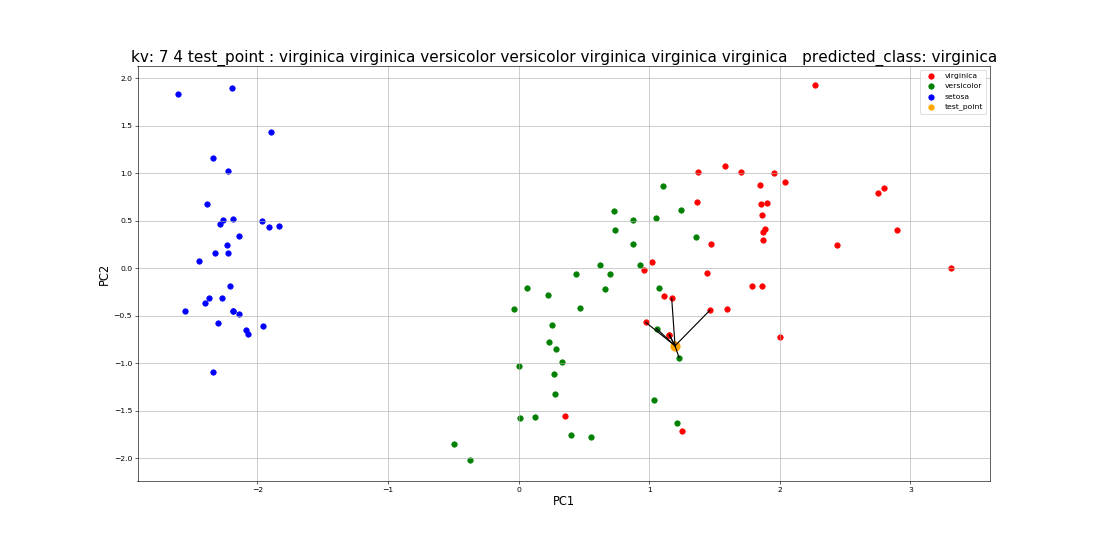 kv: 7 4 test_point : virginica virginica versicolor versicolor virginica virginica virginica   predicted_class: virginica
virginica
versicolor
setosa
test_point
2.0
1.5
1.0
0.5
0.0
−0.5
−1.0
−1.5
−2.0
PC2
−2
−1
0
1
2
3
PC1